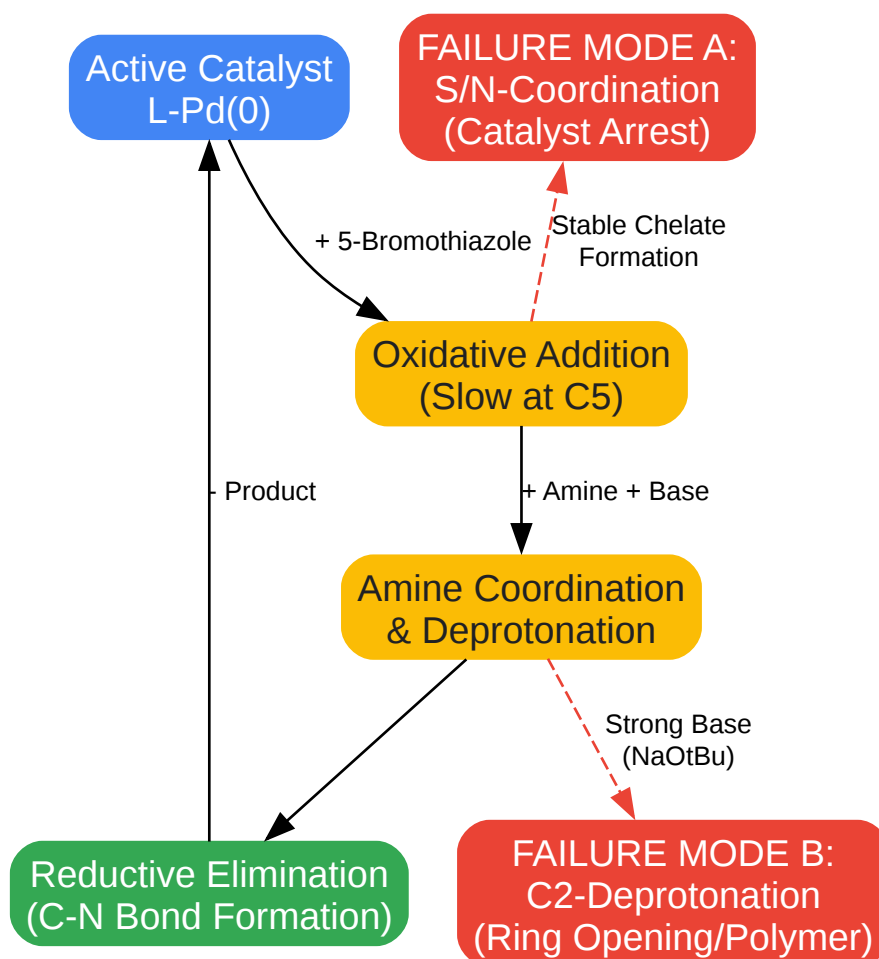 Active Catalyst
L-Pd(0)
FAILURE MODE A:
S/N-Coordination
(Catalyst Arrest)
+ 5-Bromothiazole
Stable Chelate
Formation
Oxidative Addition
(Slow at C5)
- Product
+ Amine + Base
Amine Coordination
& Deprotonation
Strong Base
(NaOtBu)
Reductive Elimination
(C-N Bond Formation)
FAILURE MODE B:
C2-Deprotonation
(Ring Opening/Polymer)